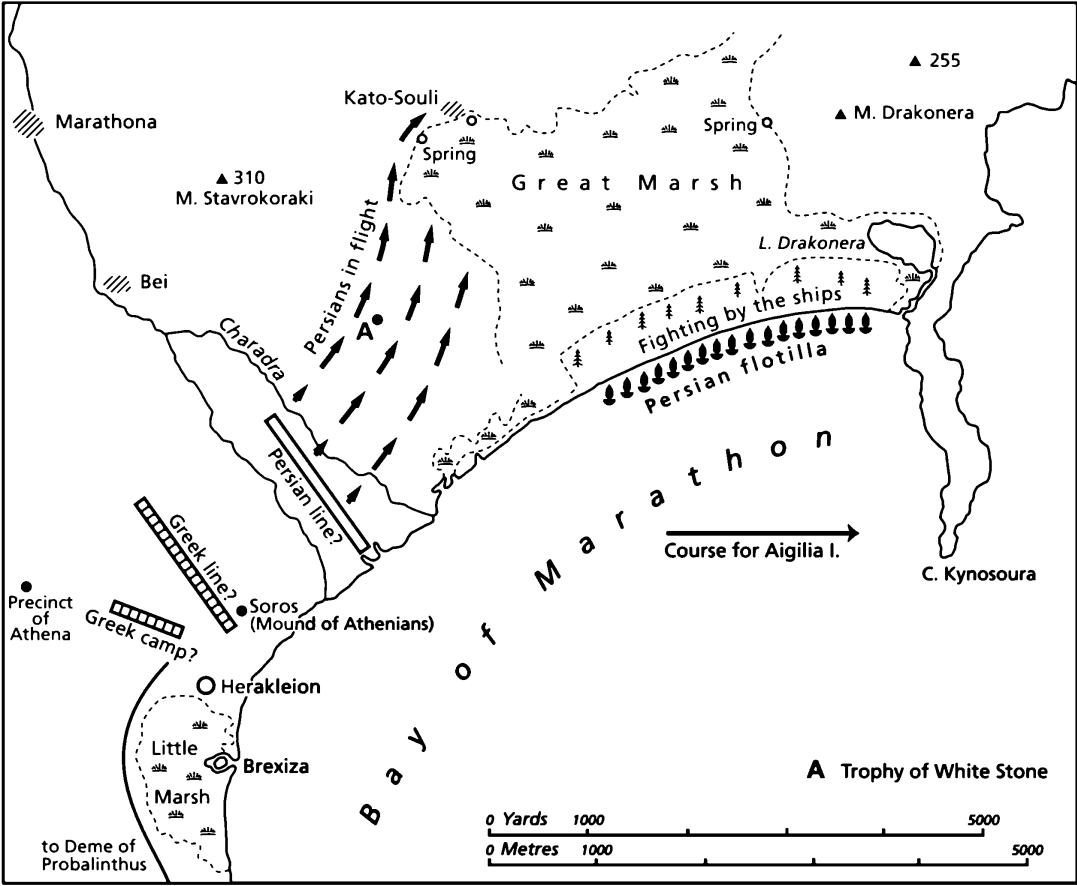 255
M. Drakonera
Kato-Souli
Marathona
Spring
Spring
310
M. Stavrokoraki
Great Marsh
L. Drakonera
Bei
Charadra
Persians in flight
A
Fighting by the ships
Persian flotilla
Persian line?
Bay of Marathon
Course for Aigilia I.
C. Kynosoura
Greek line?
Precinct
of
Athena
Soros
(Mound of Athenians)
Greek camp?
Herakleion
Little
Marsh
Brexiza
A Trophy of White Stone
to Deme of
Probalinthus
0 Yards 1000 5000
0 Metres 1000 5000